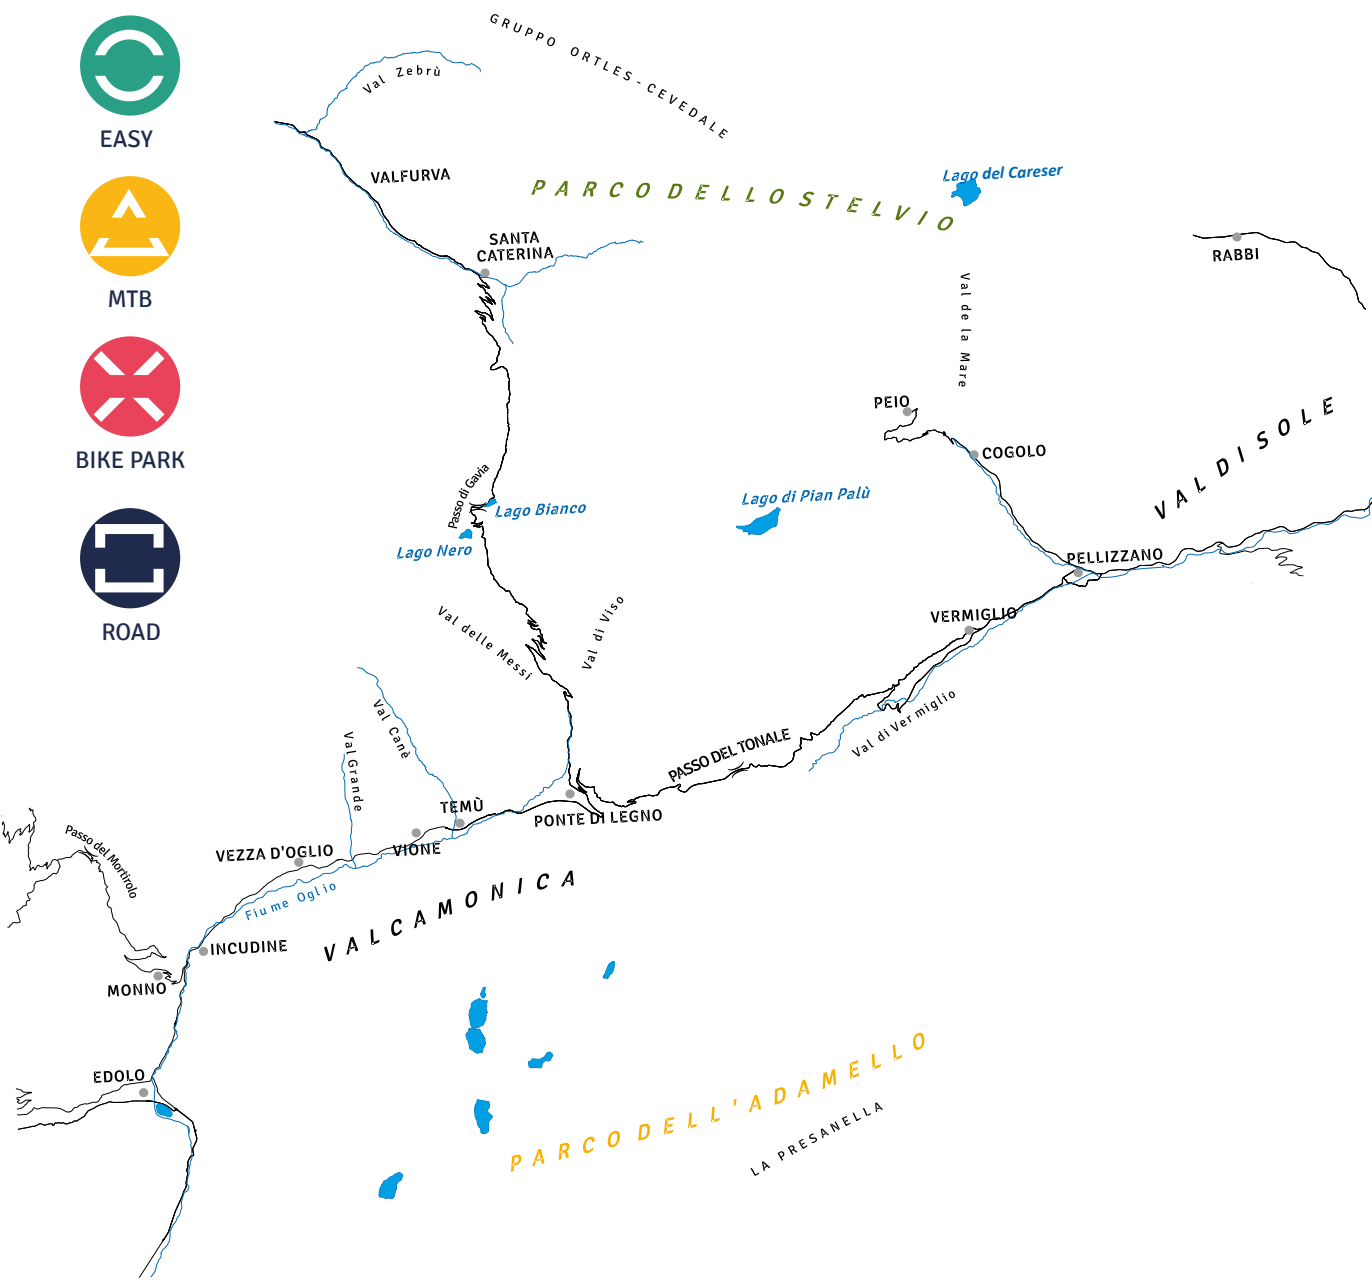 EASY
MTB
BIKE PARK
ROAD
GRUPPO ORTLES-CEVEDALE
Val Zebrù
VALFURVA
PARCO DELLO STELVIO
Lago del Careser
SANTA
CATERINA
RABBI
Val de la Mare
PEIO
COGOLO
VAL DI SOLE
Passo di Gavia
Lago Bianco
Lago Nero
Lago di Pian Palù
PELLIZZANO
VERMIGLIO
Val delle Messi
Val di Viso
Val di Vermiglio
Val Canè
Val Grande
PASSO DEL TONALE
TEMÙ
PONTE DI LEGNO
Passo del Mortirolo
VEZZA D'OGLIO
VIONE
Fiume Oglio
VALCAMONICA
INCUDINE
MONNO
EDOLO
PARCO DELL'ADAMELLO
LA PRESANELLA